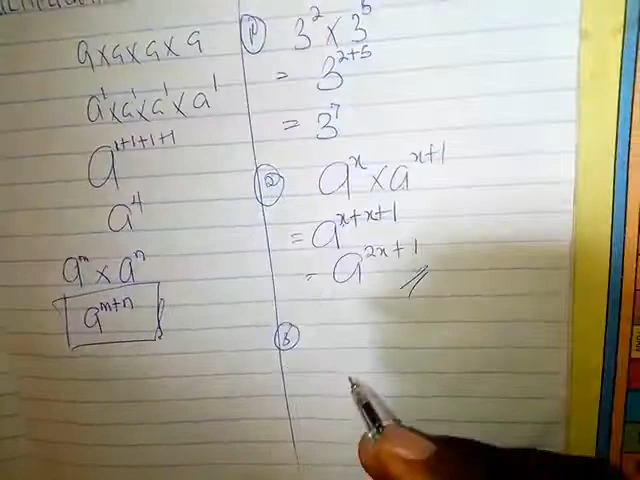 a×a×a×a
a¹×a¹×a¹×a¹
a¹⁺¹⁺¹⁺¹
a⁴
aⁿ × aⁿ
aᵐ⁺ⁿ
① 3² × 3⁵
= 3²⁺⁵
= 3⁷
② aˣ × aˣ⁺¹
= aˣ⁺ˣ⁺¹
= a²ˣ⁺¹
③